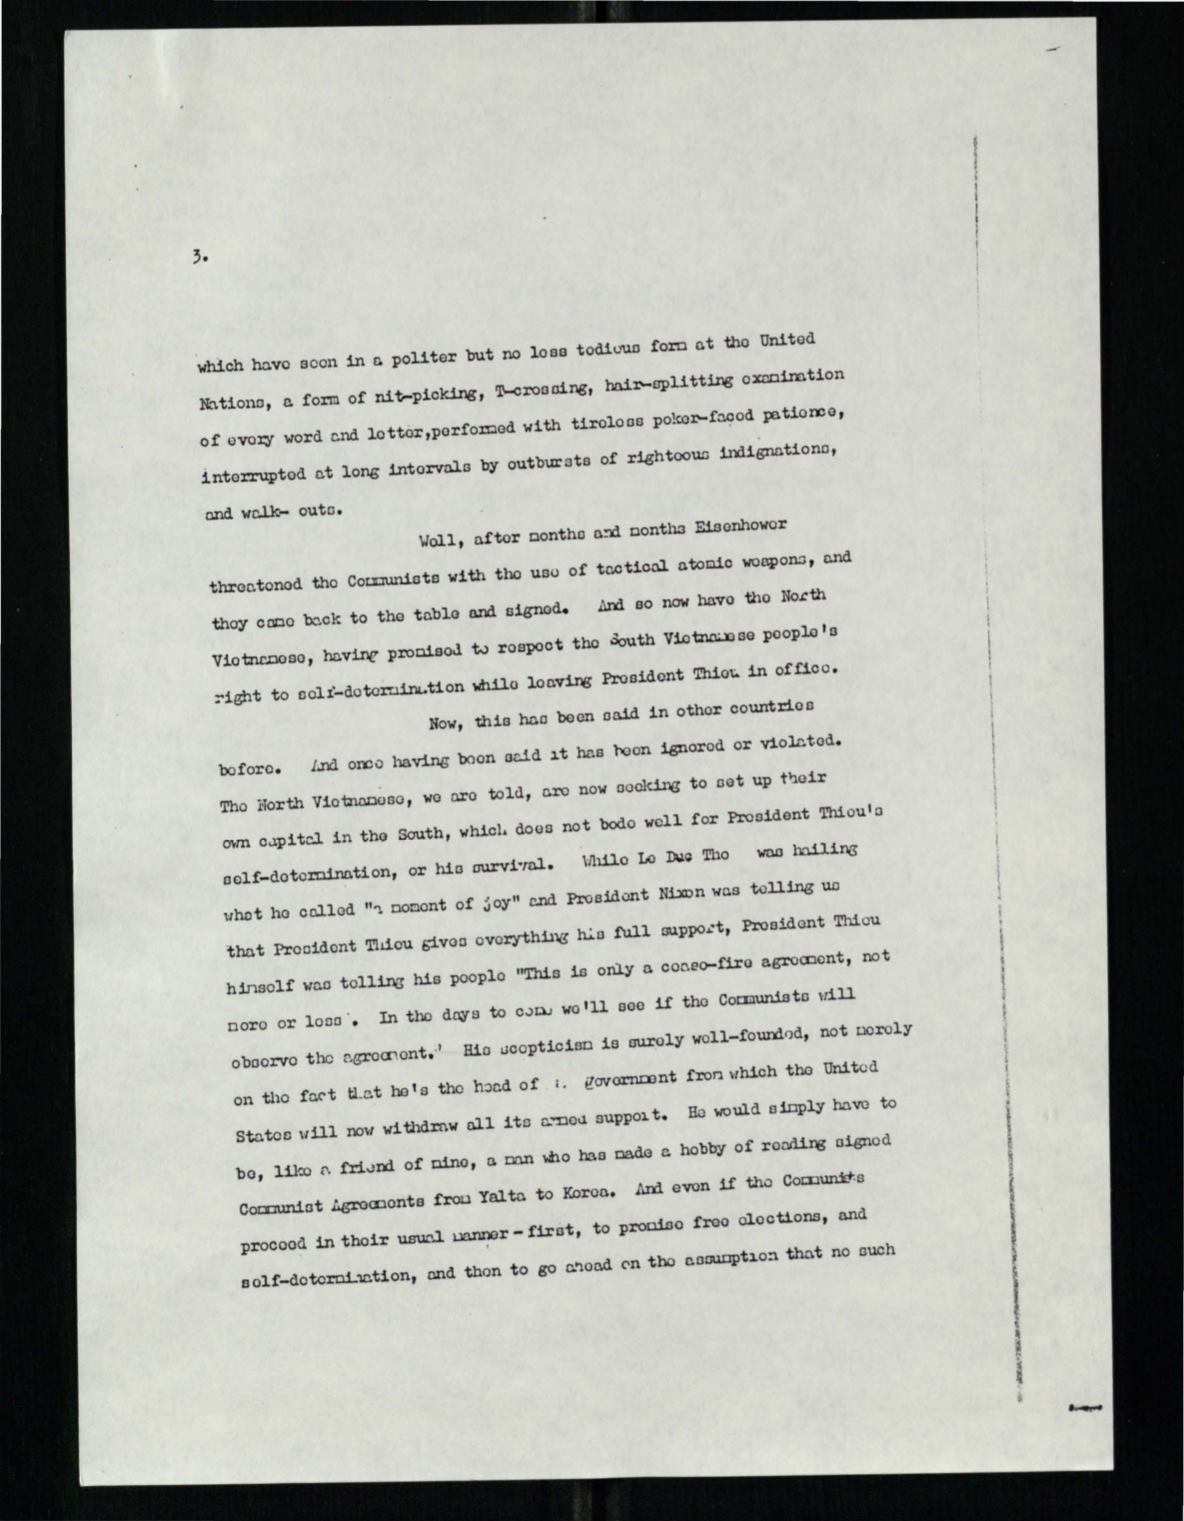 3.
which have seen in a politer but no less tedious form at the United
Nations, a form of nit-picking, T-crossing, hair-splitting examination
of every word and letter,performed with tireless poker-faced patience,
interrupted at long intervals by outbursts of righteous indignations,
and walk- outs.
Well, after months and months Eisenhower
threatened the Communists with the use of tactical atomic weapons, and
they came back to the table and signed. And so now have the North
Vietnamese, having promised to respect the South Vietnamese people's
right to self-determination while leaving President Thieu in office.
Now, this has been said in other countries
before. And once having been said it has been ignored or violated.
The North Vietnamese, we are told, are now seeking to set up their
own capital in the South, which does not bode well for President Thieu's
self-determination, or his survival. While Le Duc Tho was hailing
what he called "a moment of joy" and President Nixon was telling us
that President Thieu gives everything his full support, President Thieu
himself was telling his people "This is only a cease-fire agreement, not
more or less'. In the days to come we'll see if the Communists will
observe the agreement." His scepticism is surely well-founded, not merely
on the fact that he's the head of a government from which the United
States will now withdraw all its armed support. He would simply have to
be, like a friend of mine, a man who has made a hobby of reading signed
Communist Agreements from Yalta to Korea. And even if the Communits
proceed in their usual manner - first, to promise free elections, and
self-determination, and then to go ahead on the assumption that no such